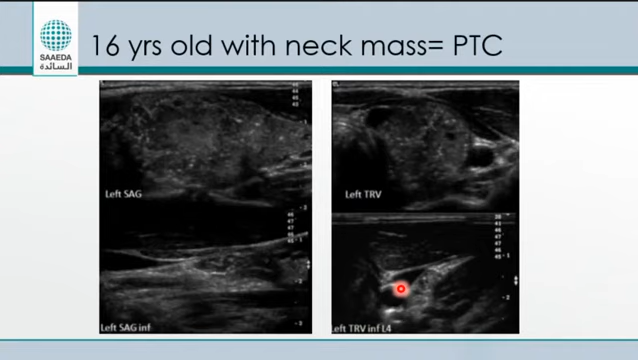 SAAEDA
السائدة
16 yrs old with neck mass= PTC
Left SAG
Left TRV
Left SAG inf
Left TRV inf L4